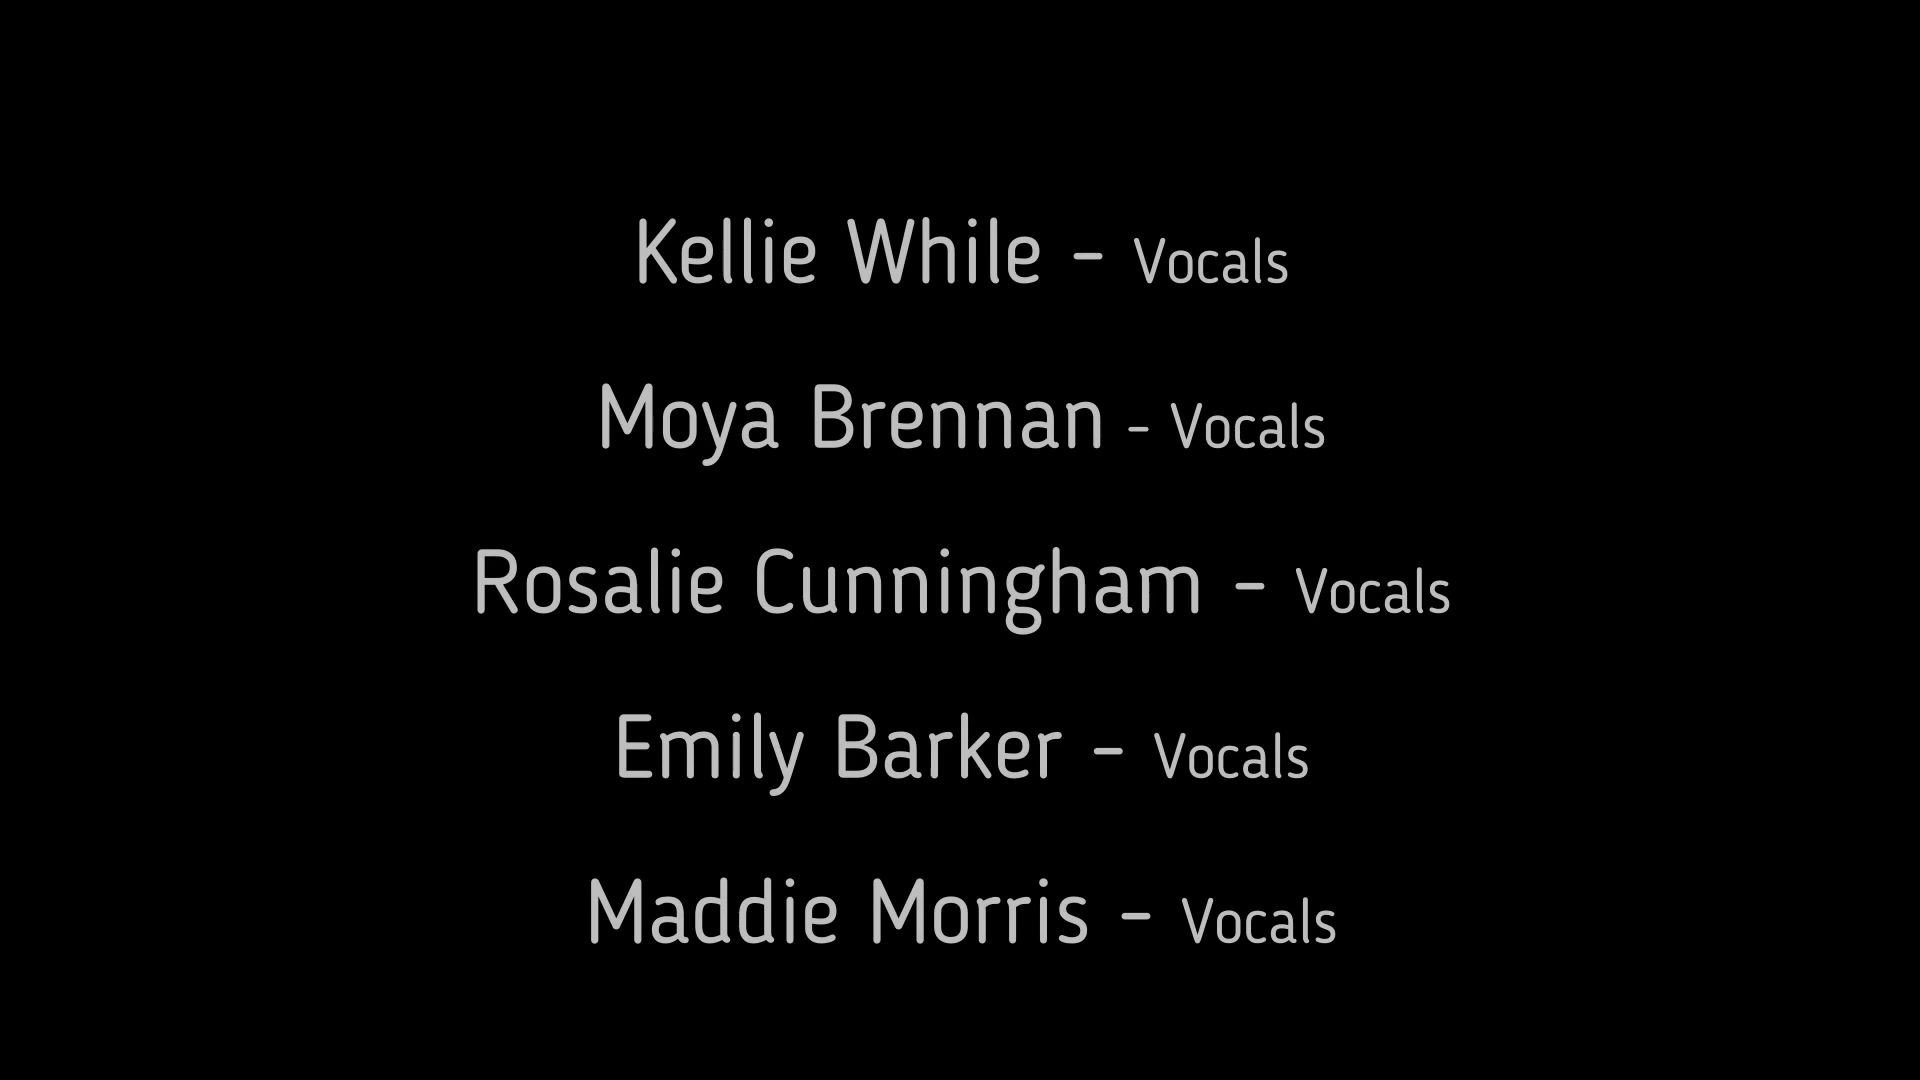 Kellie While - Vocals
Moya Brennan - Vocals
Rosalie Cunningham - Vocals
Emily Barker - Vocals
Maddie Morris - Vocals